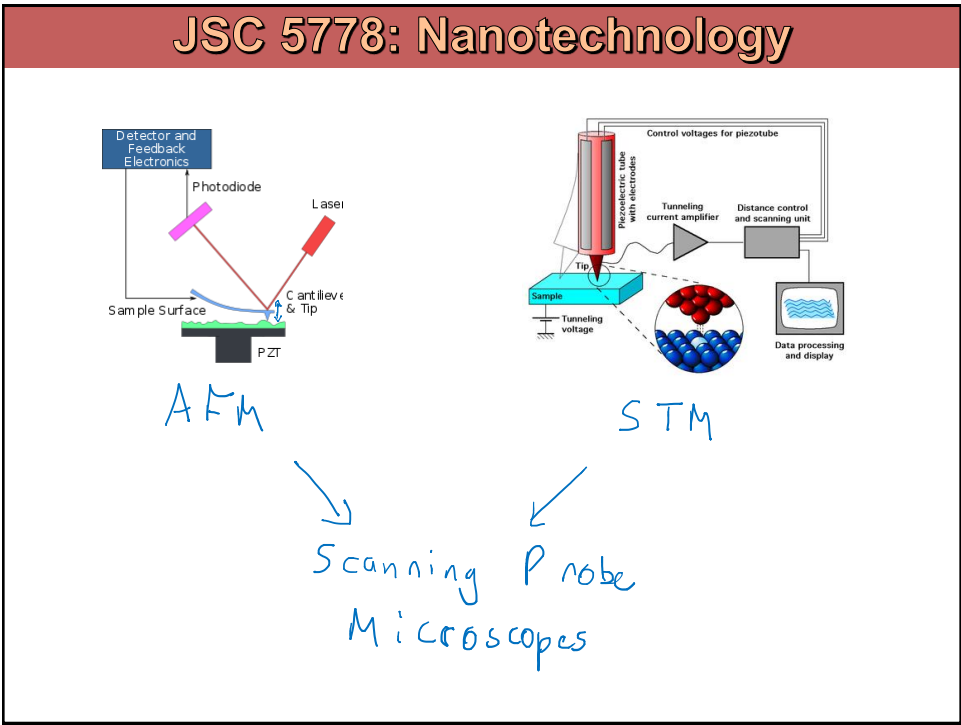 JSC 5778: Nanotechnology
Detector and
Feedback
Electronics
Photodiode
Laser
Cantilieve
& Tip
Sample Surface
PZT
Control voltages for piezotube
Piezoelectric tube
with electrodes
Tunneling
current amplifier
Distance control
and scanning unit
Tip
Sample
Tunneling
voltage
Data processing
and display
AFM
STM
Scanning Probe
Microscopes